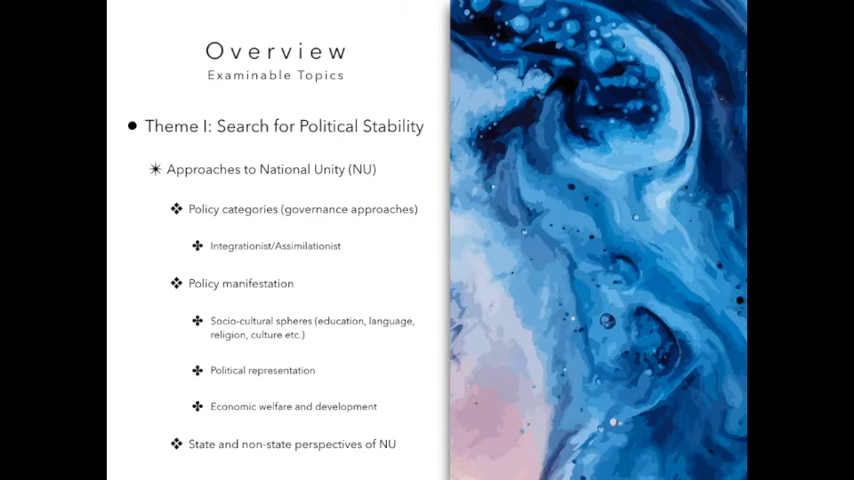 Overview
Examinable Topics
Theme I: Search for Political Stability
Approaches to National Unity (NU)
Policy categories (governance approaches)
Integrationist/Assimilationist
Policy manifestation
Socio-cultural spheres (education, language,
religion, culture etc.)
Political representation
Economic welfare and development
State and non-state perspectives of NU